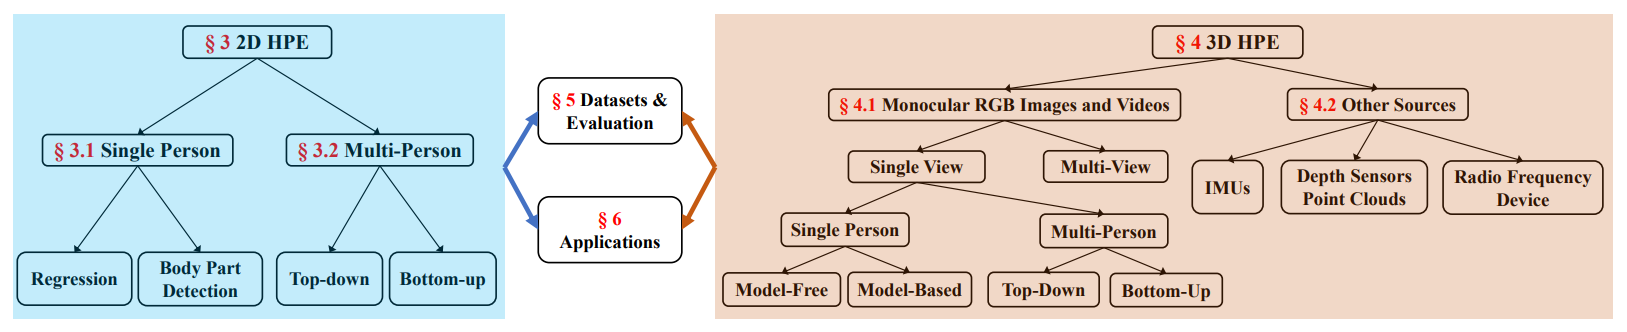 § 3 2D HPE
§ 3.1 Single Person
§ 3.2 Multi-Person
Regression
Body Part
Detection
Top-down
Bottom-up
§ 5 Datasets &
Evaluation
§ 6
Applications
§ 4 3D HPE
§ 4.1 Monocular RGB Images and Videos
§ 4.2 Other Sources
Single View
Multi-View
IMUs
Depth Sensors
Point Clouds
Radio Frequency
Device
Single Person
Multi-Person
Model-Free
Model-Based
Top-Down
Bottom-Up